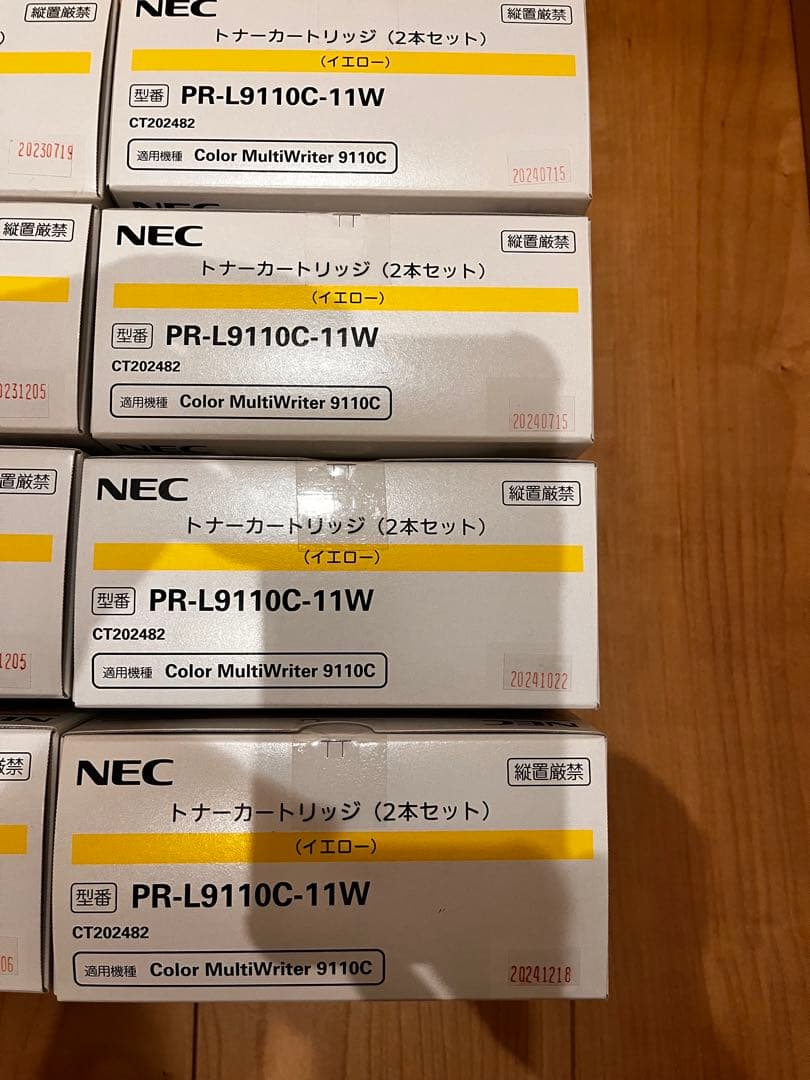 縦置厳禁
20230719
縦置厳禁
0231205
置厳禁
1205
禁
06
NEC
縦置厳禁
トナーカートリッジ（2本セット）
（イエロー）
型番 PR-L9110C-11W
CT202482
適用機種 Color MultiWriter 9110C
20240715
NEC
縦置厳禁
トナーカートリッジ（2本セット）
（イエロー）
型番 PR-L9110C-11W
CT202482
適用機種 Color MultiWriter 9110C
20240715
NEC
縦置厳禁
トナーカートリッジ（2本セット）
（イエロー）
型番 PR-L9110C-11W
CT202482
適用機種 Color MultiWriter 9110C
20241022
NEC
NEC
縦置厳禁
トナーカートリッジ（2本セット）
（イエロー）
型番 PR-L9110C-11W
CT202482
適用機種 Color MultiWriter 9110C
20241218